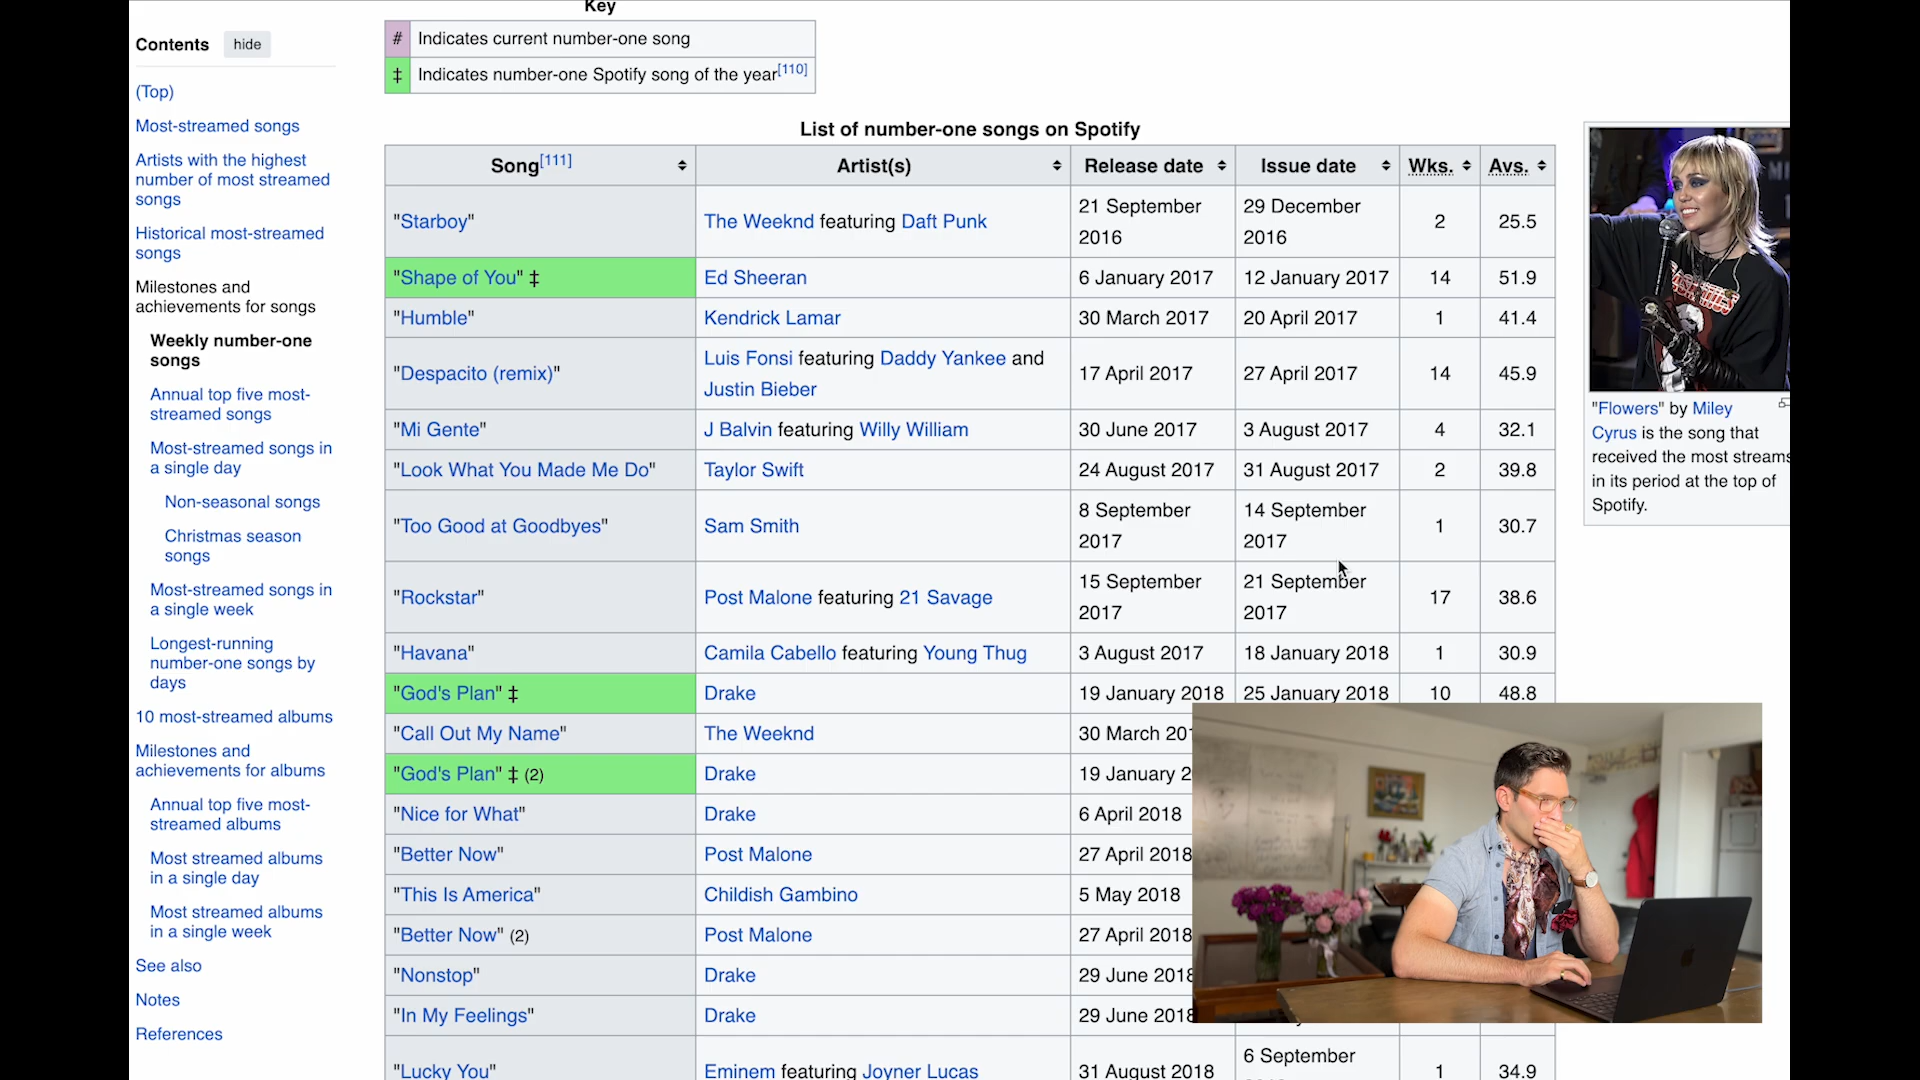 Key
# Indicates current number-one song
‡ Indicates number-one Spotify song of the year[110]
Contents hide
(Top)
Most-streamed songs
Artists with the highest
number of most streamed
songs
Historical most-streamed
songs
Milestones and
achievements for songs
Weekly number-one
songs
Annual top five most-
streamed songs
Most-streamed songs in
a single day
Non-seasonal songs
Christmas season
songs
Most-streamed songs in
a single week
Longest-running
number-one songs by
days
10 most-streamed albums
Milestones and
achievements for albums
Annual top five most-
streamed albums
Most streamed albums
in a single day
Most streamed albums
in a single week
See also
Notes
References
List of number-one songs on Spotify
Song[111] Artist(s) Release date Issue date Wks. Avs.
"Starboy" The Weeknd featuring Daft Punk 21 September 2016 29 December 2016 2 25.5
"Shape of You" ‡ Ed Sheeran 6 January 2017 12 January 2017 14 51.9
"Humble" Kendrick Lamar 30 March 2017 20 April 2017 1 41.4
"Despacito (remix)" Luis Fonsi featuring Daddy Yankee and Justin Bieber 17 April 2017 27 April 2017 14 45.9
"Mi Gente" J Balvin featuring Willy William 30 June 2017 3 August 2017 4 32.1
"Look What You Made Me Do" Taylor Swift 24 August 2017 31 August 2017 2 39.8
"Too Good at Goodbyes" Sam Smith 8 September 2017 14 September 2017 1 30.7
"Rockstar" Post Malone featuring 21 Savage 15 September 2017 21 September 2017 17 38.6
"Havana" Camila Cabello featuring Young Thug 3 August 2017 18 January 2018 1 30.9
"God's Plan" ‡ Drake 19 January 2018 25 January 2018 10 48.8
"Call Out My Name" The Weeknd 30 March 201
"God's Plan" ‡ (2) Drake 19 January 2
"Nice for What" Drake 6 April 2018
"Better Now" Post Malone 27 April 2018
"This Is America" Childish Gambino 5 May 2018
"Better Now" (2) Post Malone 27 April 2018
"Nonstop" Drake 29 June 2018
"In My Feelings" Drake 29 June 2018
"Lucky You" Eminem featuring Joyner Lucas 31 August 2018 6 September 1 34.9
"Flowers" by Miley
Cyrus is the song that
received the most streams
in its period at the top of
Spotify.